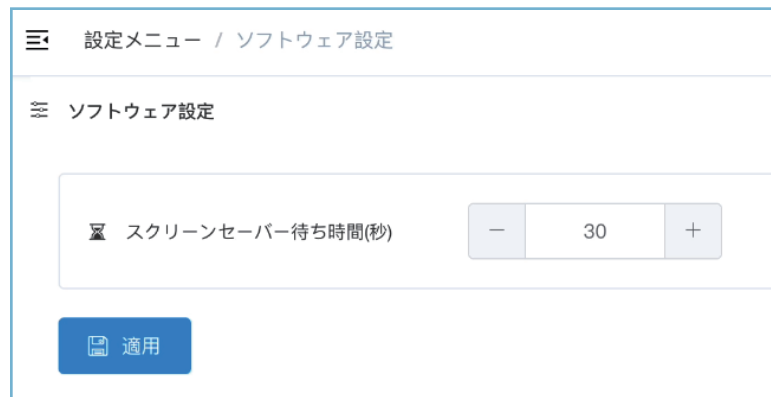 設定メニュー / ソフトウェア設定
ソフトウェア設定
スクリーンセーバー待ち時間(秒) － 30 +
適用